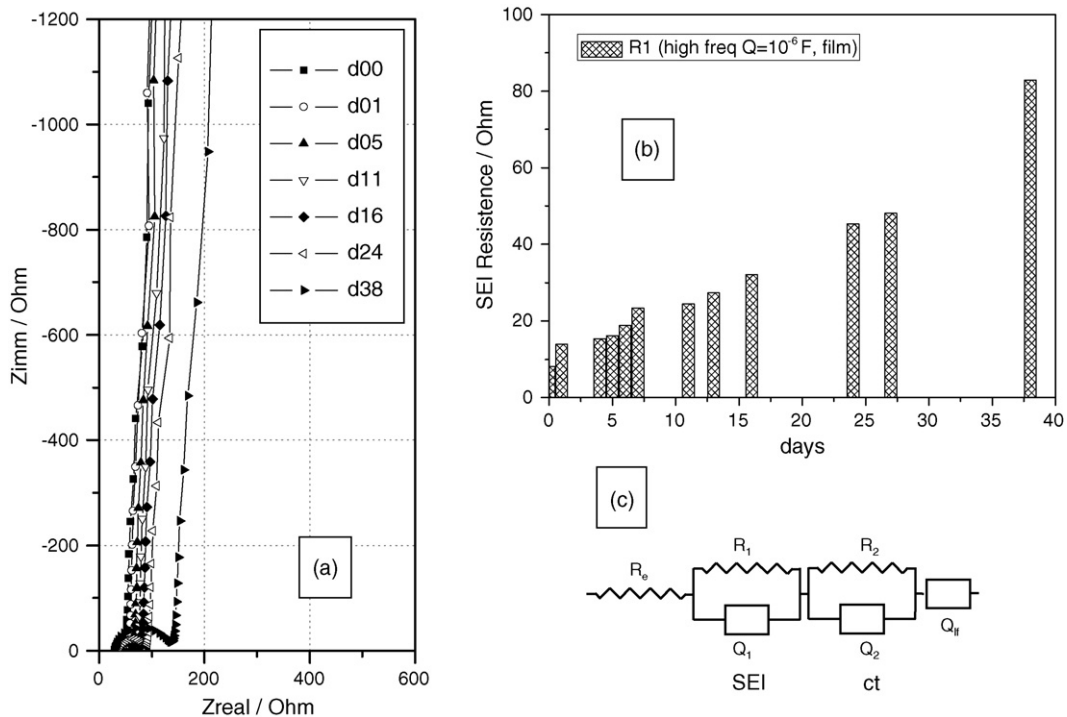 -1200
-1000
-800
-600
-400
-200
0
Zimm / Ohm
0 200 400 600
Zreal / Ohm
d00
d01
d05
d11
d16
d24
d38
(a)
100
80
60
40
20
0
SEI Resistence / Ohm
R1 (high freq Q=10⁻⁶ F, film)
(b)
0 5 10 15 20 25 30 35 40
days
(c)
Rₑ
R₁
R₂
Q₁
Q₂
Qlf
SEI
ct